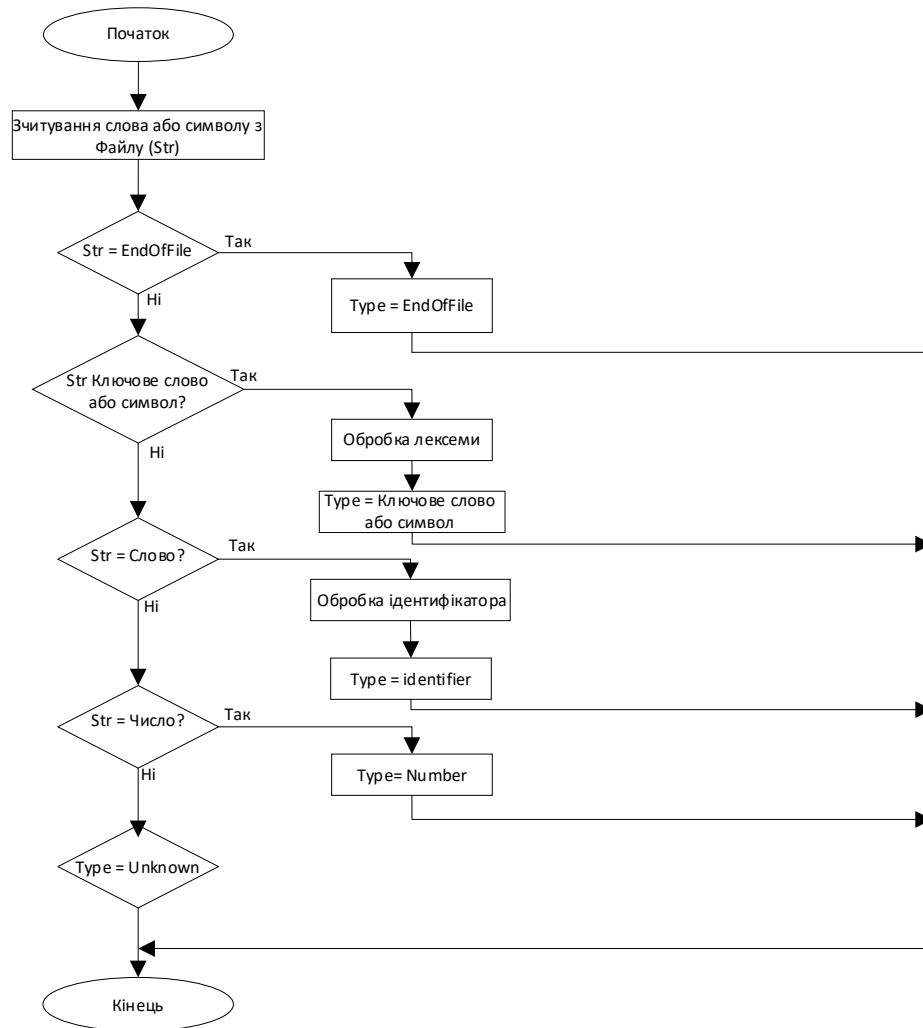 Початок
Зчитування слова або символу з
Файлу (Str)
Str = EndOfFile
Так
Ні
Type = EndOfFile
Str Ключове слово
або символ?
Так
Ні
Обробка лексеми
Type = Ключове слово
або символ
Str = Слово?
Так
Ні
Обробка ідентифікатора
Type = identifier
Str = Число?
Так
Ні
Type= Number
Type = Unknown
Кінець